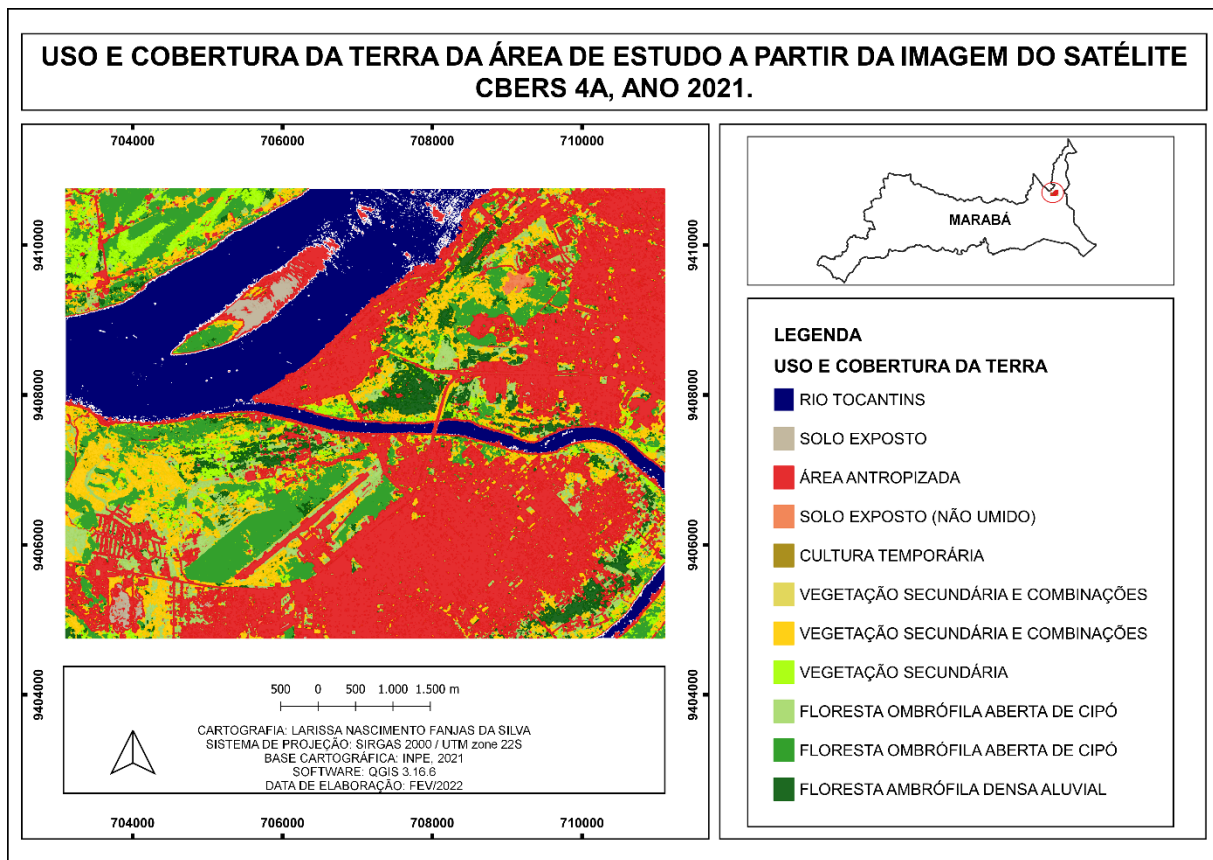 USO E COBERTURA DA TERRA DA ÁREA DE ESTUDO A PARTIR DA IMAGEM DO SATÉLITE
CBERS 4A, ANO 2021.
704000 706000 708000 710000
9410000 9410000
9408000 9408000
9406000 9406000
9404000 9404000
500 0 500 1.000 1.500 m
CARTOGRAFIA: LARISSA NASCIMENTO FANJAS DA SILVA
SISTEMA DE PROJEÇÃO: SIRGAS 2000 / UTM zone 22S
BASE CARTOGRÁFICA: INPE, 2021
SOFTWARE: QGIS 3.16.6
DATA DE ELABORAÇÃO: FEV/2022
704000 706000 708000 710000
MARABÁ
LEGENDA
USO E COBERTURA DA TERRA
RIO TOCANTINS
SOLO EXPOSTO
ÁREA ANTROPIZADA
SOLO EXPOSTO (NÃO UMIDO)
CULTURA TEMPORÁRIA
VEGETAÇÃO SECUNDÁRIA E COMBINAÇÕES
VEGETAÇÃO SECUNDÁRIA E COMBINAÇÕES
VEGETAÇÃO SECUNDÁRIA
FLORESTA OMBRÓFILA ABERTA DE CIPÓ
FLORESTA OMBRÓFILA ABERTA DE CIPÓ
FLORESTA AMBRÓFILA DENSA ALUVIAL